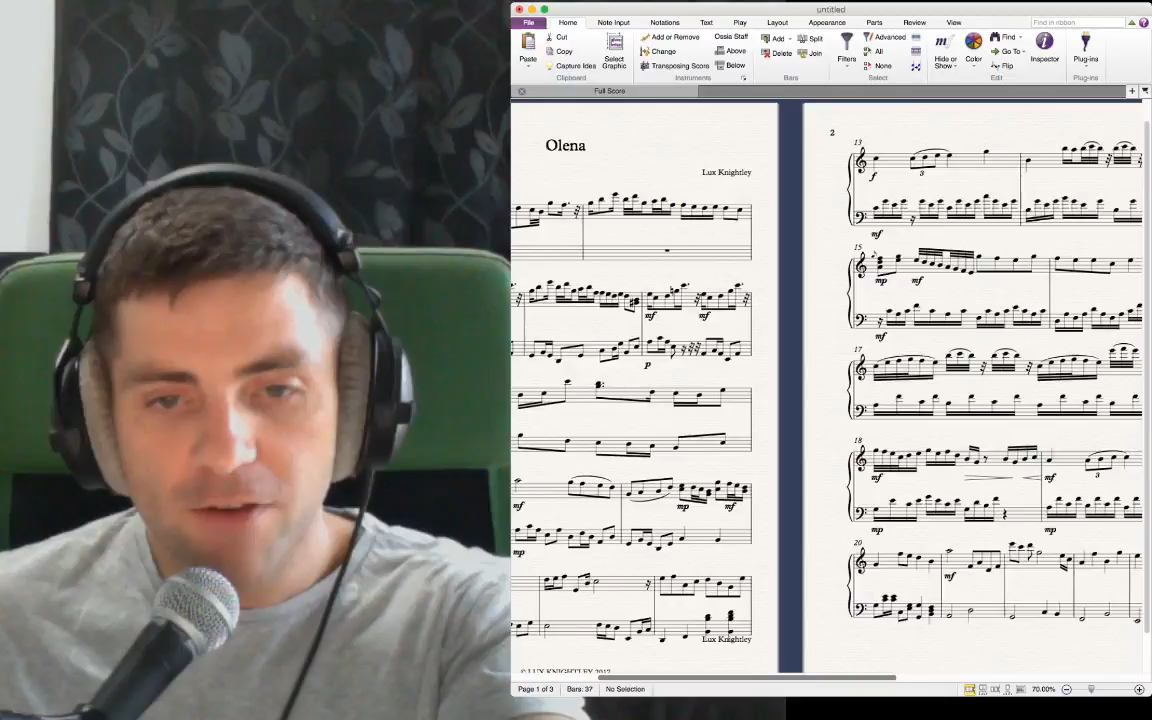 untitled
File Home Note Input Notations Text Play Layout Appearance Parts Review View Find in ribbon
Paste Cut Copy Capture Idea Select Graphic Add or Remove Change Transposing Score Ossia Staff Above Below Add Split Delete Join Filters Advanced All None Hide or Show Color Find Go To Flip Inspector Plug-ins
Clipboard Instruments Bars Select Edit Plug-ins
Full Score
Olena
Lux Knightley
mf mf
p
mf mp mf
mp
Lux Knightley
© LUX KNIGHTLEY 2017
2
13
f 3
mf
15
mp mf
mf
17
18
mf mf 3
mp mp
20
mf
Page 1 of 3 Bars: 37 No Selection 70.00%